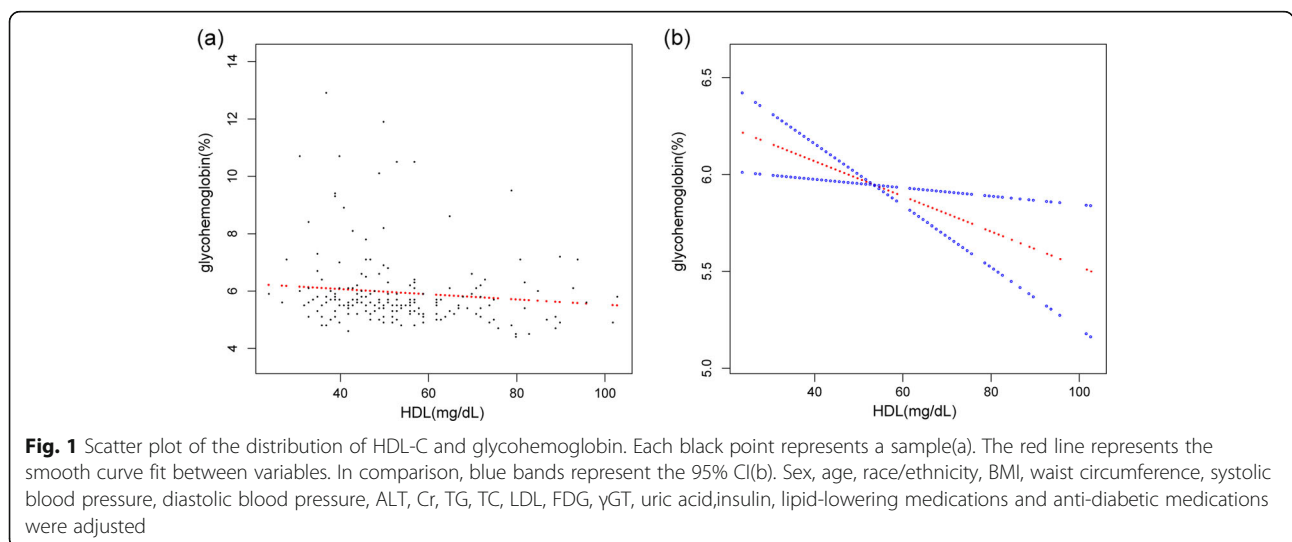 (a)
(b)
14
12
10
8
6
4
glycohemoglobin(%)
40 60 80 100
HDL(mg/dL)
6.5
6.0
5.5
5.0
glycohemoglobin(%)
40 60 80 100
HDL(mg/dL)
Fig. 1 Scatter plot of the distribution of HDL-C and glycohemoglobin. Each black point represents a sample(a). The red line represents the
smooth curve fit between variables. In comparison, blue bands represent the 95% CI(b). Sex, age, race/ethnicity, BMI, waist circumference, systolic
blood pressure, diastolic blood pressure, ALT, Cr, TG, TC, LDL, FDG, γGT, uric acid,insulin, lipid-lowering medications and anti-diabetic medications
were adjusted